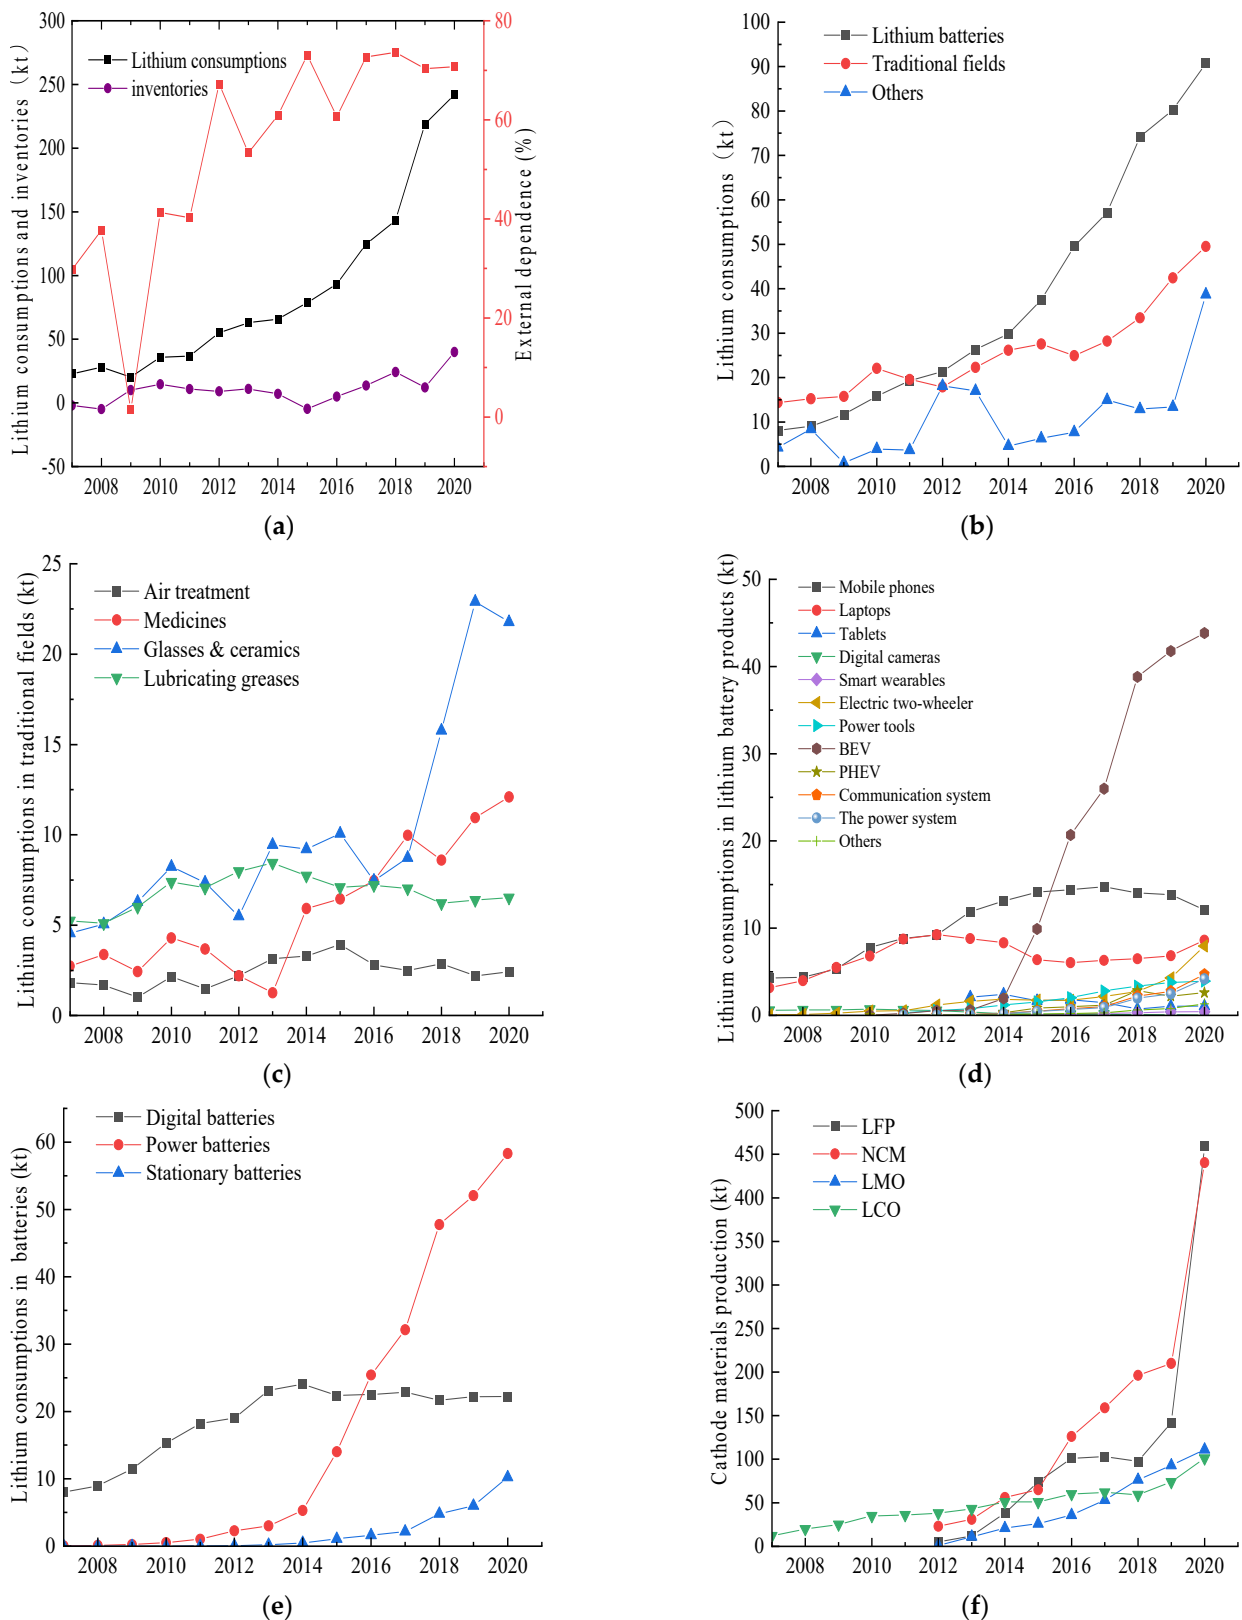 Lithium consumptions and inventories (kt)
300
250
200
150
100
50
0
-50
Lithium consumptions
inventories
80
60
40
20
0
External dependence (%)
2008 2010 2012 2014 2016 2018 2020
(a)
Lithium consumptions (kt)
100
90
80
70
60
50
40
30
20
10
0
Lithium batteries
Traditional fields
Others
2008 2010 2012 2014 2016 2018 2020
(b)
Lithium consumptions in traditional fields (kt)
25
20
15
10
5
0
Air treatment
Medicines
Glasses & ceramics
Lubricating greases
2008 2010 2012 2014 2016 2018 2020
(c)
Lithium consumptions in lithium battery products (kt)
50
40
30
20
10
0
Mobile phones
Laptops
Tablets
Digital cameras
Smart wearables
Electric two-wheeler
Power tools
BEV
PHEV
Communication system
The power system
Others
2008 2010 2012 2014 2016 2018 2020
(d)
Lithium consumptions in batteries (kt)
60
50
40
30
20
10
0
Digital batteries
Power batteries
Stationary batteries
2008 2010 2012 2014 2016 2018 2020
(e)
Cathode materials production (kt)
500
450
400
350
300
250
200
150
100
50
0
LFP
NCM
LMO
LCO
2008 2010 2012 2014 2016 2018 2020
(f)